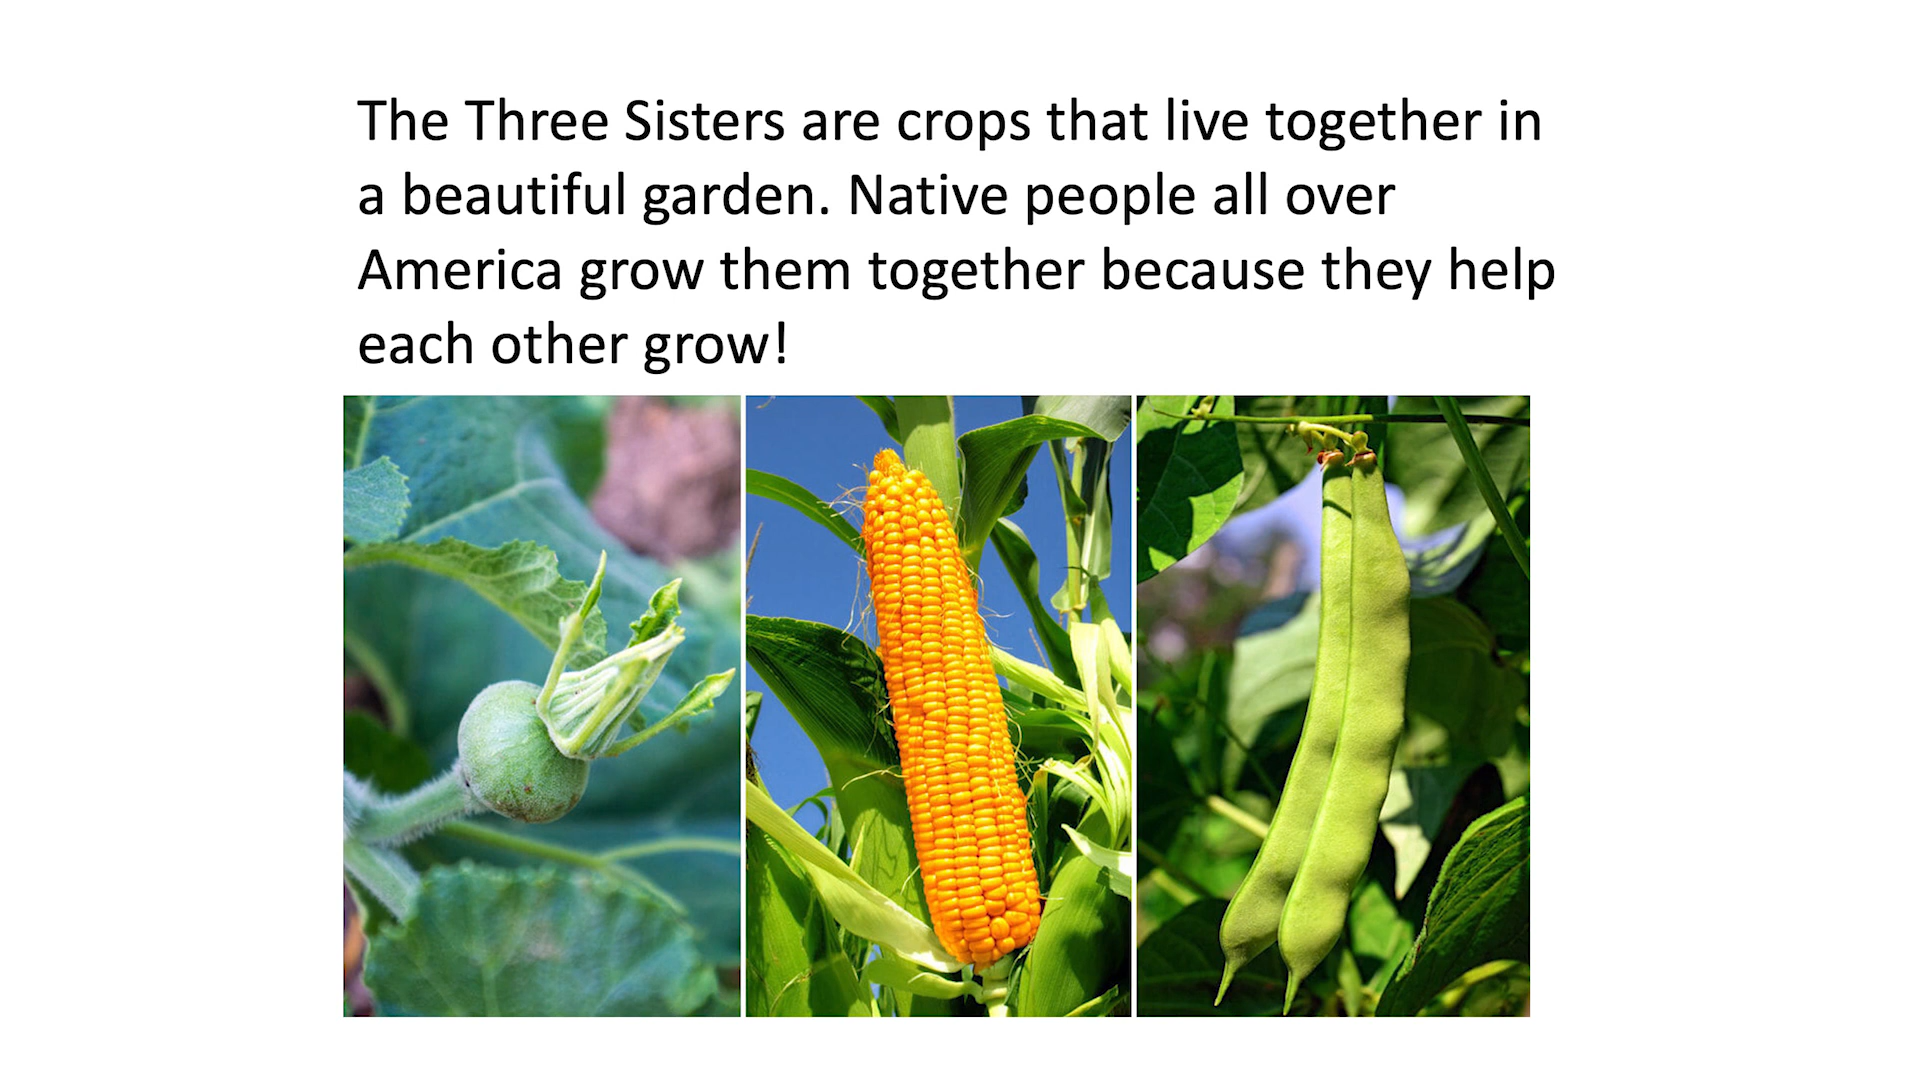 The Three Sisters are crops that live together in
a beautiful garden. Native people all over
America grow them together because they help
each other grow!